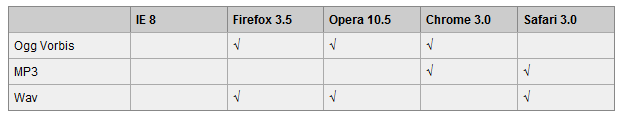 IE 8 Firefox 3.5 Opera 10.5 Chrome 3.0 Safari 3.0
Ogg Vorbis √ √ √
MP3 √ √
Wav √ √ √